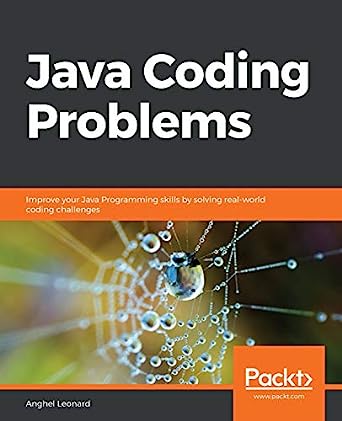 Java Coding
Problems
Improve your Java Programming skills by solving real-world
coding challenges
Anghel Leonard
Packt>
www.packt.com